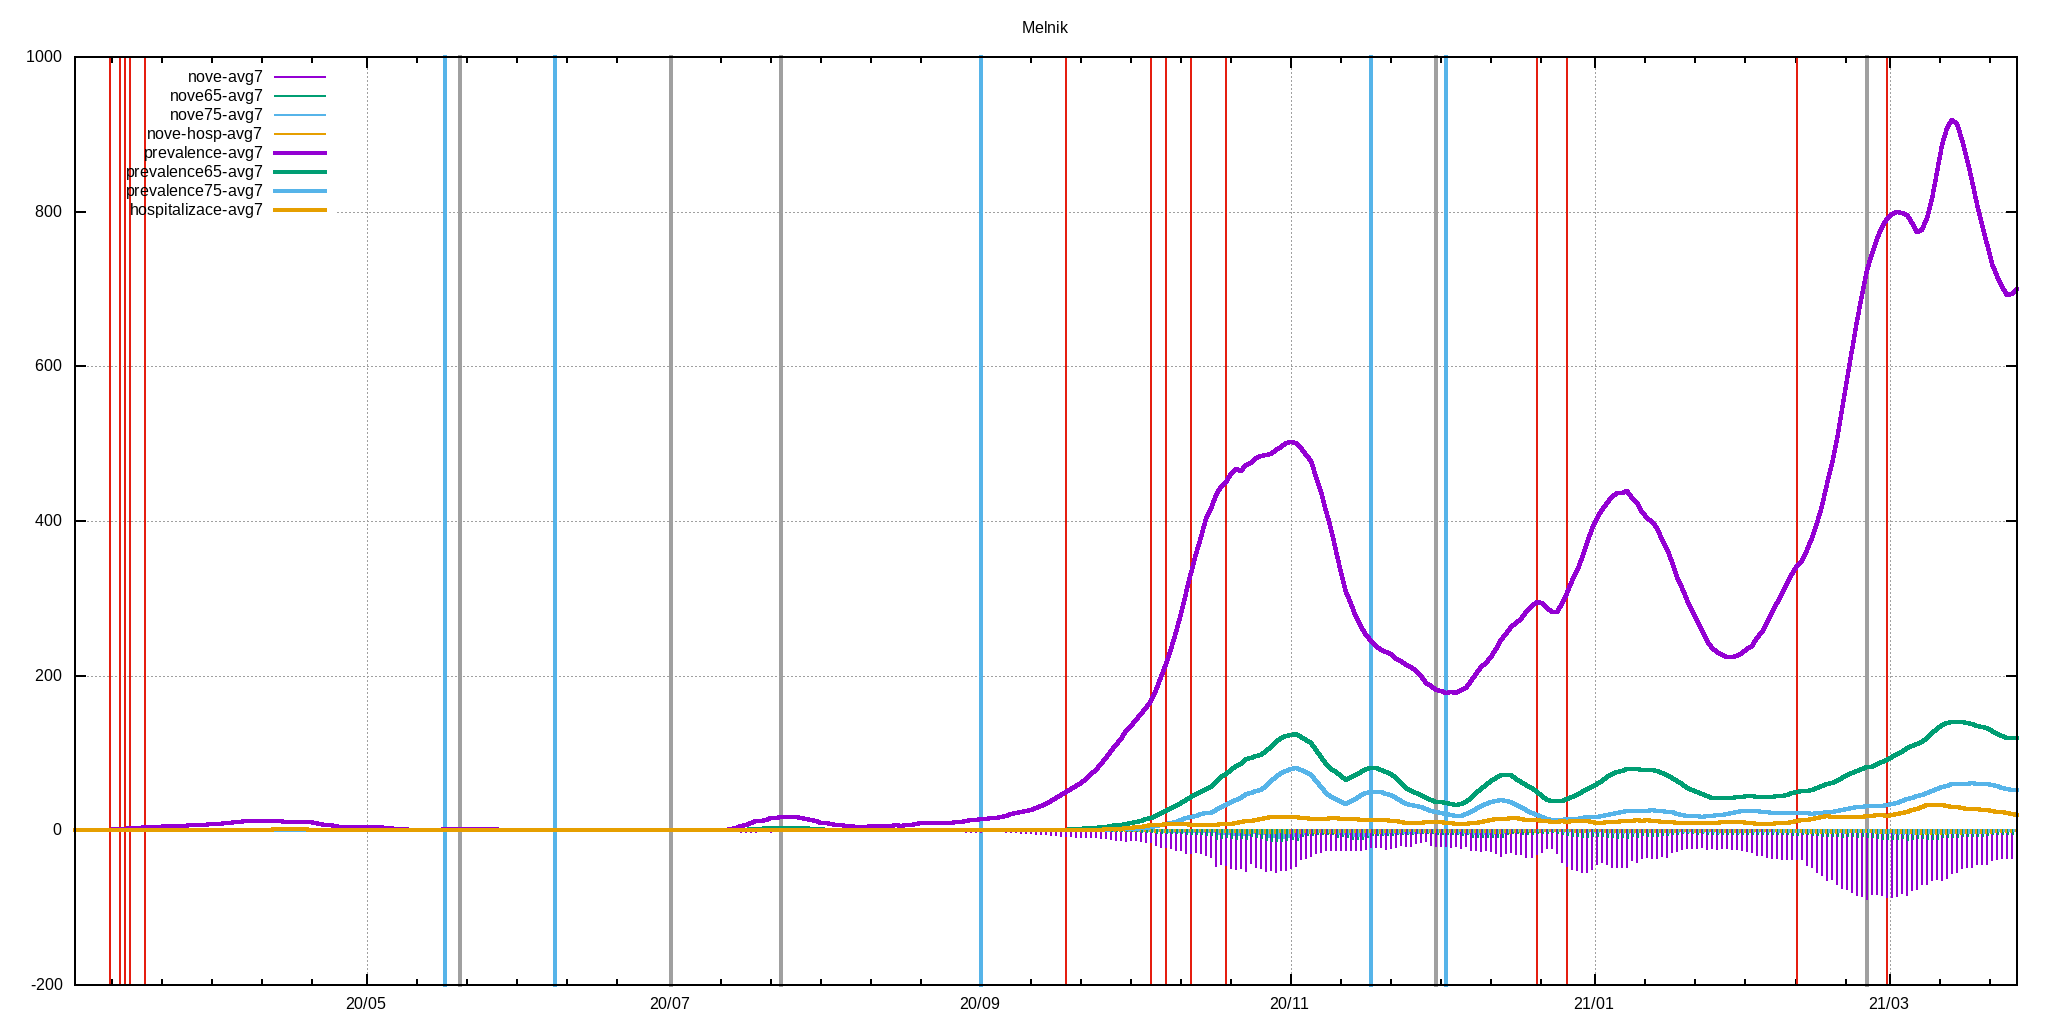 Melnik
1000
800
600
400
200
0
-200
nove-avg7
nove65-avg7
nove75-avg7
nove-hosp-avg7
prevalence-avg7
prevalence65-avg7
prevalence75-avg7
hospitalizace-avg7
20/05 20/07 20/09 20/11 21/01 21/03